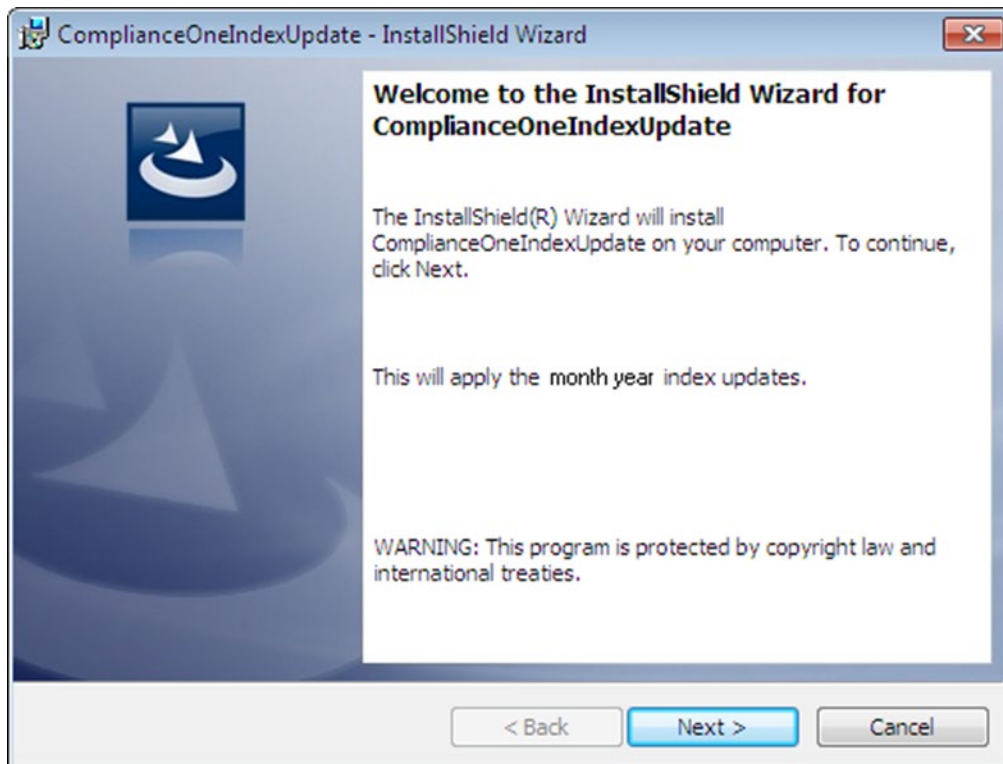 ComplianceOneIndexUpdate - InstallShield Wizard
Welcome to the InstallShield Wizard for
ComplianceOneIndexUpdate
The InstallShield(R) Wizard will install
ComplianceOneIndexUpdate on your computer. To continue,
click Next.
This will apply the month year index updates.
WARNING: This program is protected by copyright law and
international treaties.
< Back
Next >
Cancel